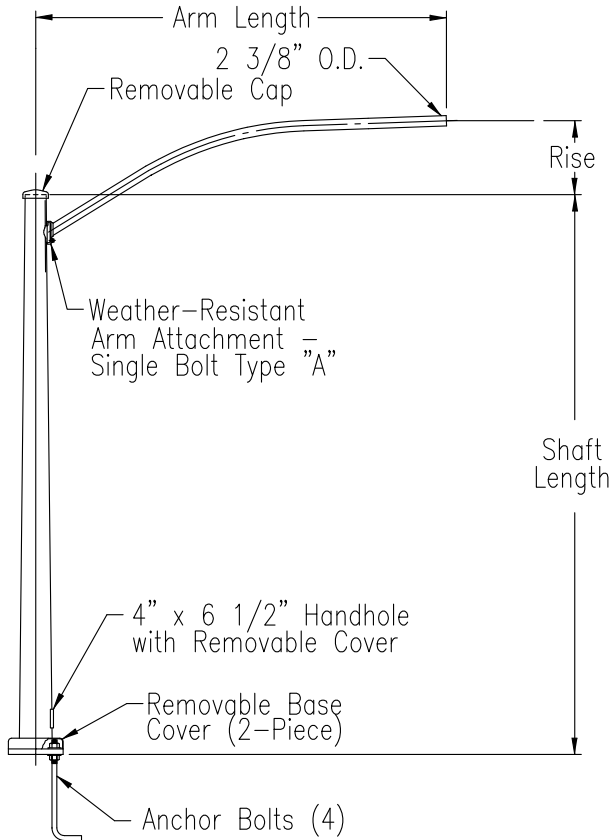 Arm Length
2 3/8" O.D.
Removable Cap
Rise
Weather-Resistant
Arm Attachment -
Single Bolt Type "A"
Shaft
Length
4" x 6 1/2" Handhole
with Removable Cover
Removable Base
Cover (2-Piece)
Anchor Bolts (4)